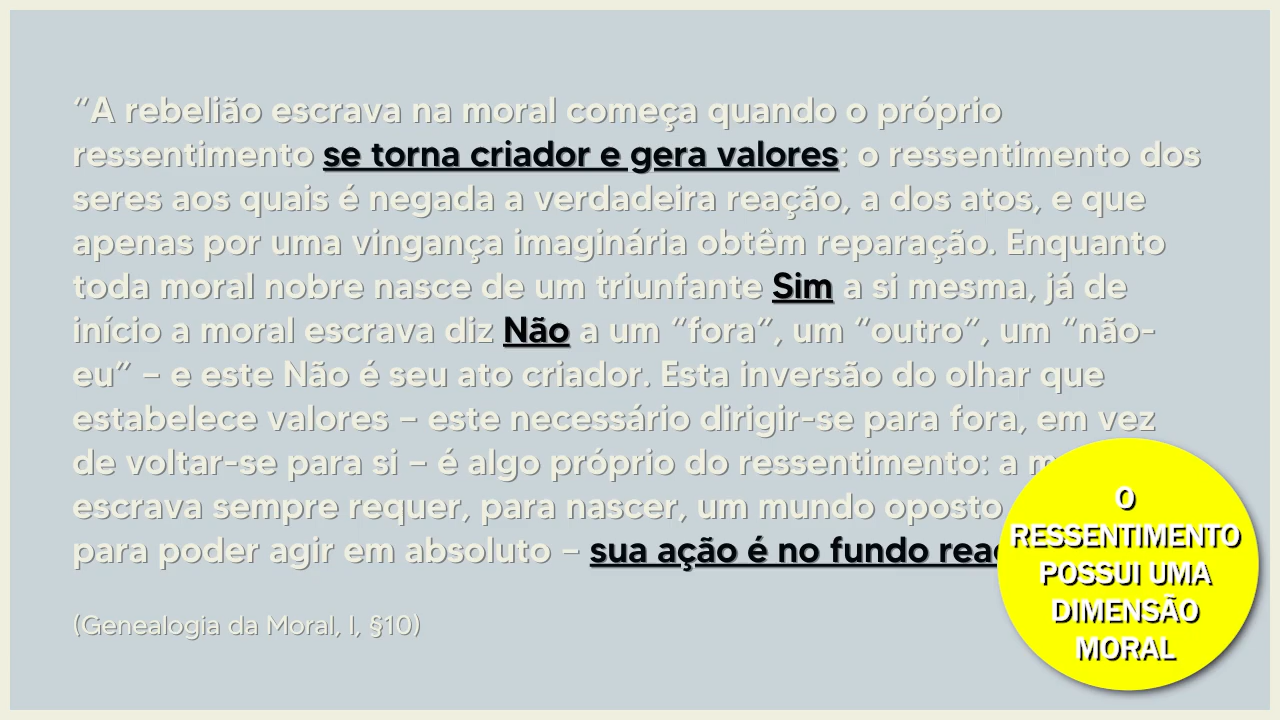 “A rebelião escrava na moral começa quando o próprio
ressentimento se torna criador e gera valores: o ressentimento dos
seres aos quais é negada a verdadeira reação, a dos atos, e que
apenas por uma vingança imaginária obtêm reparação. Enquanto
toda moral nobre nasce de um triunfante Sim a si mesma, já de
início a moral escrava diz Não a um “fora”, um “outro”, um “não-
eu” – e este Não é seu ato criador. Esta inversão do olhar que
estabelece valores – este necessário dirigir-se para fora, em vez
de voltar-se para si – é algo próprio do ressentimento: a
escrava sempre requer, para nascer, um mundo oposto
para poder agir em absoluto – sua ação é no fundo
(Genealogia da Moral, I, §10)
O
RESSENTIMENTO
POSSUI UMA
DIMENSÃO
MORAL